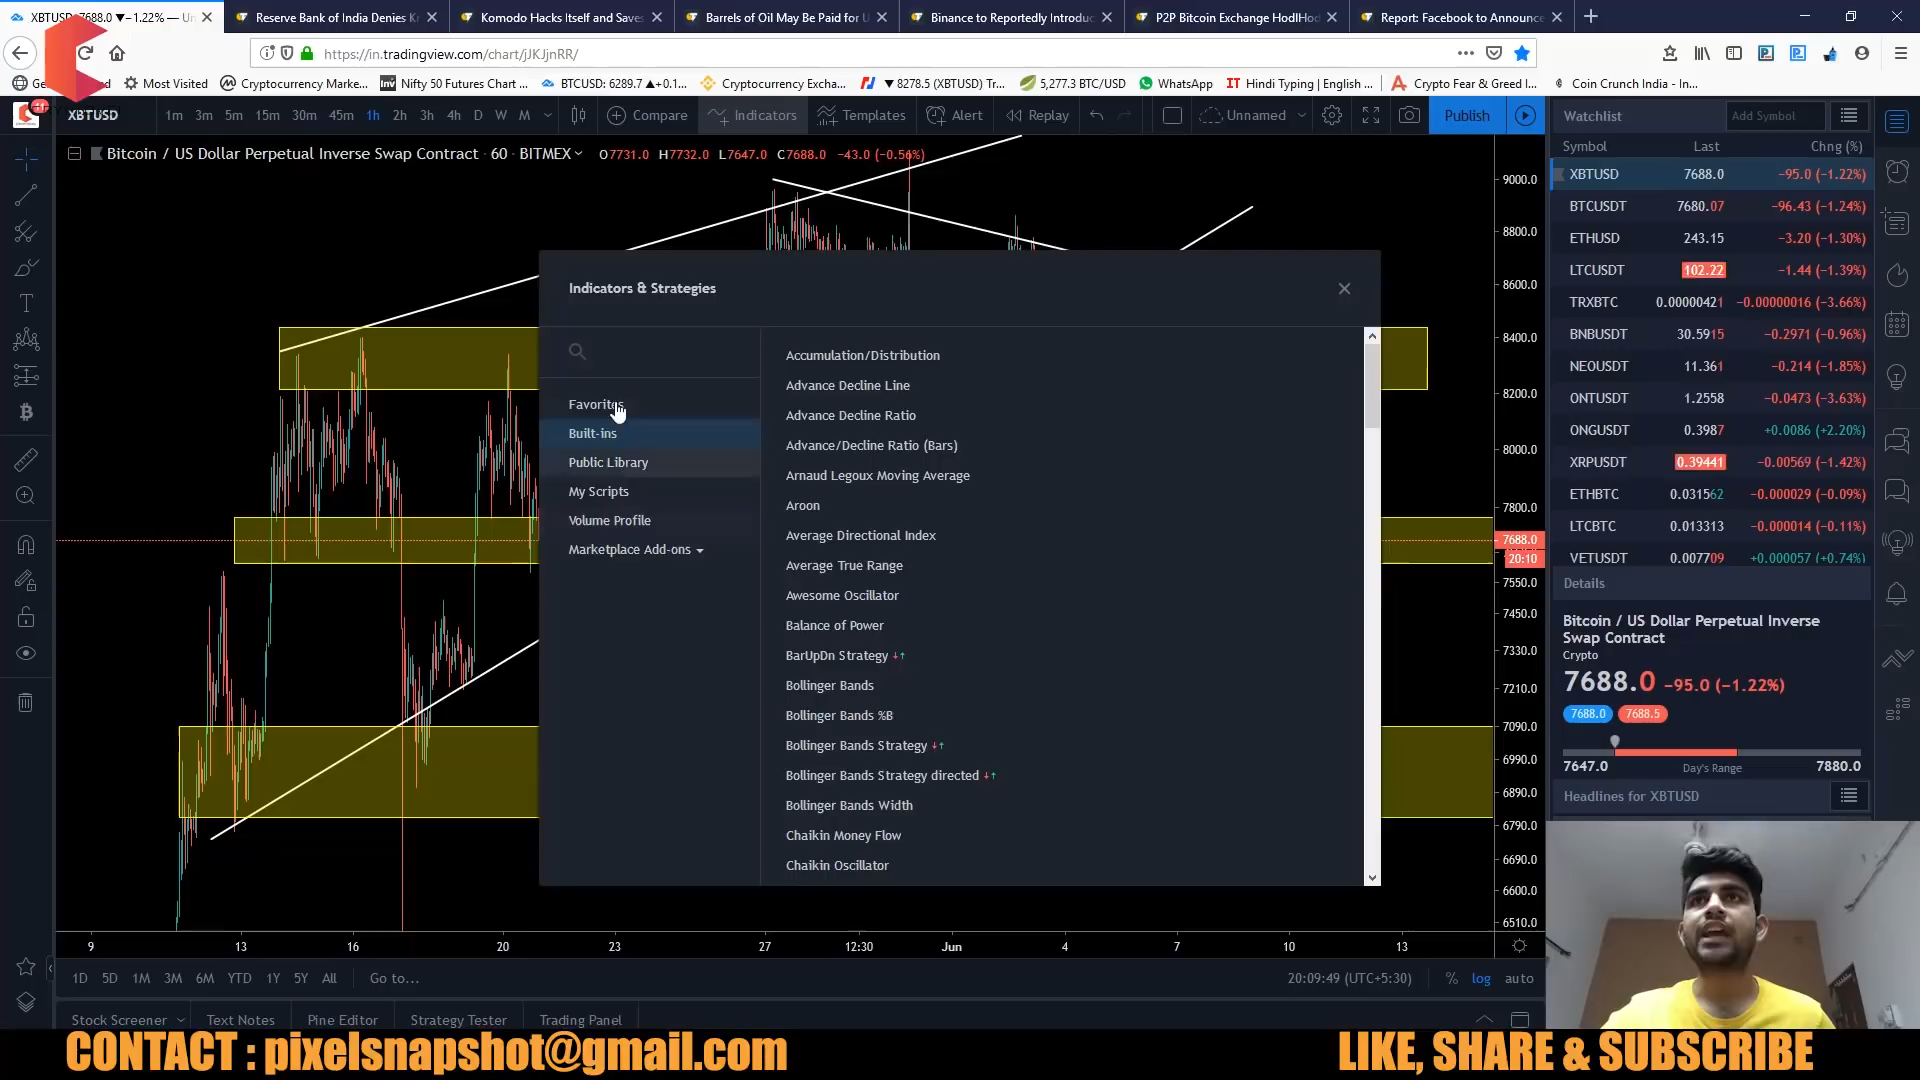 XBTUSD 7688.0 ▼−1.22% — Un
Reserve Bank of India Denies K
Komodo Hacks Itself and Saves
Barrels of Oil May Be Paid for U
Binance to Reportedly Introduc
P2P Bitcoin Exchange HodlHod
Report: Facebook to Announce
https://in.tradingview.com/chart/jJKJjnRR/
Most Visited
Cryptocurrency Marke...
Nifty 50 Futures Chart ...
BTCUSD: 6289.7 ▲+0.1...
Cryptocurrency Excha...
▼ 8278.5 (XBTUSD) Tr...
5,277.3 BTC/USD
WhatsApp
Hindi Typing | English ...
Crypto Fear & Greed I...
Coin Crunch India - In...
XBTUSD 1m 3m 5m 15m 30m 45m 1h 2h 3h 4h D W M Compare Indicators Templates Alert Replay Unnamed Publish
Bitcoin / US Dollar Perpetual Inverse Swap Contract · 60 · BITMEX O7731.0 H7732.0 L7647.0 C7688.0 −43.0 (−0.56%)
Indicators & Strategies
Favorites
Built-ins
Public Library
My Scripts
Volume Profile
Marketplace Add-ons
Accumulation/Distribution
Advance Decline Line
Advance Decline Ratio
Advance/Decline Ratio (Bars)
Arnaud Legoux Moving Average
Aroon
Average Directional Index
Average True Range
Awesome Oscillator
Balance of Power
BarUpDn Strategy ↓↑
Bollinger Bands
Bollinger Bands %B
Bollinger Bands Strategy ↓↑
Bollinger Bands Strategy directed ↓↑
Bollinger Bands Width
Chaikin Money Flow
Chaikin Oscillator
9000.0
8800.0
8600.0
8400.0
8200.0
8000.0
7800.0
7688.0
20:10
7550.0
7450.0
7330.0
7210.0
7090.0
6990.0
6890.0
6790.0
6690.0
6600.0
6510.0
9 13 16 20 23 27 12:30 Jun 4 7 10 13
1D 5D 1M 3M 6M YTD 1Y 5Y All Go to... 20:09:49 (UTC+5:30) % log auto
Stock Screener Text Notes Pine Editor Strategy Tester Trading Panel
Watchlist Add Symbol
Symbol Last Chng (%)
XBTUSD 7688.0 −95.0 (−1.22%)
BTCUSDT 7680.07 −96.43 (−1.24%)
ETHUSD 243.15 −3.20 (−1.30%)
LTCUSDT 102.22 −1.44 (−1.39%)
TRXBTC 0.00000421 −0.00000016 (−3.66%)
BNBUSDT 30.5915 −0.2971 (−0.96%)
NEOUSDT 11.361 −0.214 (−1.85%)
ONTUSDT 1.2558 −0.0473 (−3.63%)
ONGUSDT 0.3987 +0.0086 (+2.20%)
XRPUSDT 0.39441 −0.00569 (−1.42%)
ETHBTC 0.031562 −0.000029 (−0.09%)
LTCBTC 0.013313 −0.000014 (−0.11%)
VETUSDT 0.007709 +0.000057 (+0.74%)
Details
Bitcoin / US Dollar Perpetual Inverse
Swap Contract
Crypto
7688.0 −95.0 (−1.22%)
7688.0 7688.5
7647.0 Day's Range 7880.0
Headlines for XBTUSD
CONTACT : pixelsnapshot@gmail.com
LIKE, SHARE & SUBSCRIBE